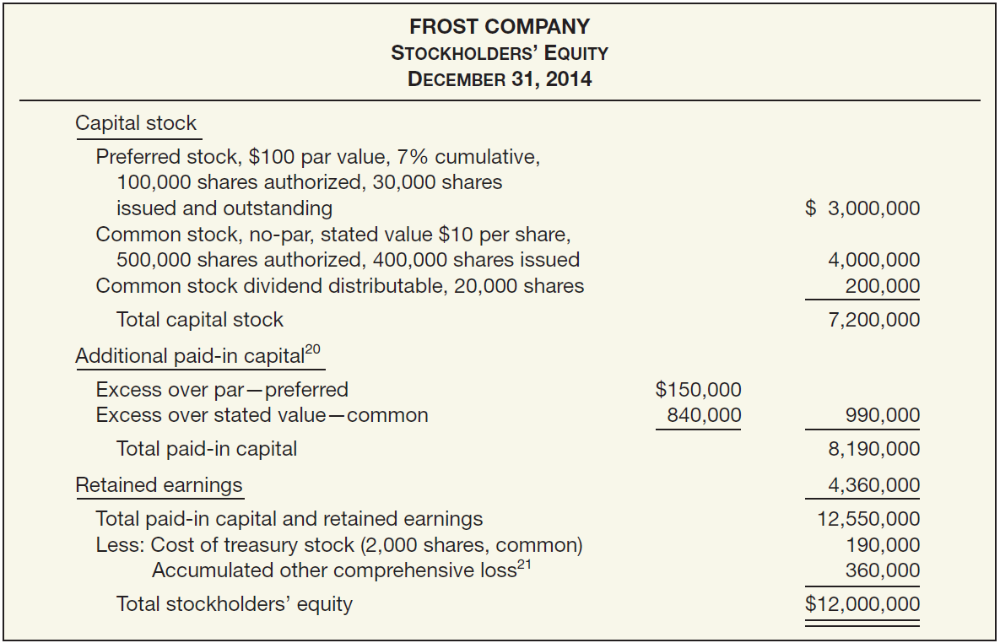 FROST COMPANY
STOCKHOLDERS' EQUITY
DECEMBER 31, 2014
Capital stock
Preferred stock, $100 par value, 7% cumulative,
100,000 shares authorized, 30,000 shares
issued and outstanding $ 3,000,000
Common stock, no-par, stated value $10 per share,
500,000 shares authorized, 400,000 shares issued 4,000,000
Common stock dividend distributable, 20,000 shares 200,000
Total capital stock 7,200,000
Additional paid-in capital20
Excess over par—preferred $150,000
Excess over stated value—common 840,000 990,000
Total paid-in capital 8,190,000
Retained earnings 4,360,000
Total paid-in capital and retained earnings 12,550,000
Less: Cost of treasury stock (2,000 shares, common) 190,000
Accumulated other comprehensive loss21 360,000
Total stockholders' equity $12,000,000